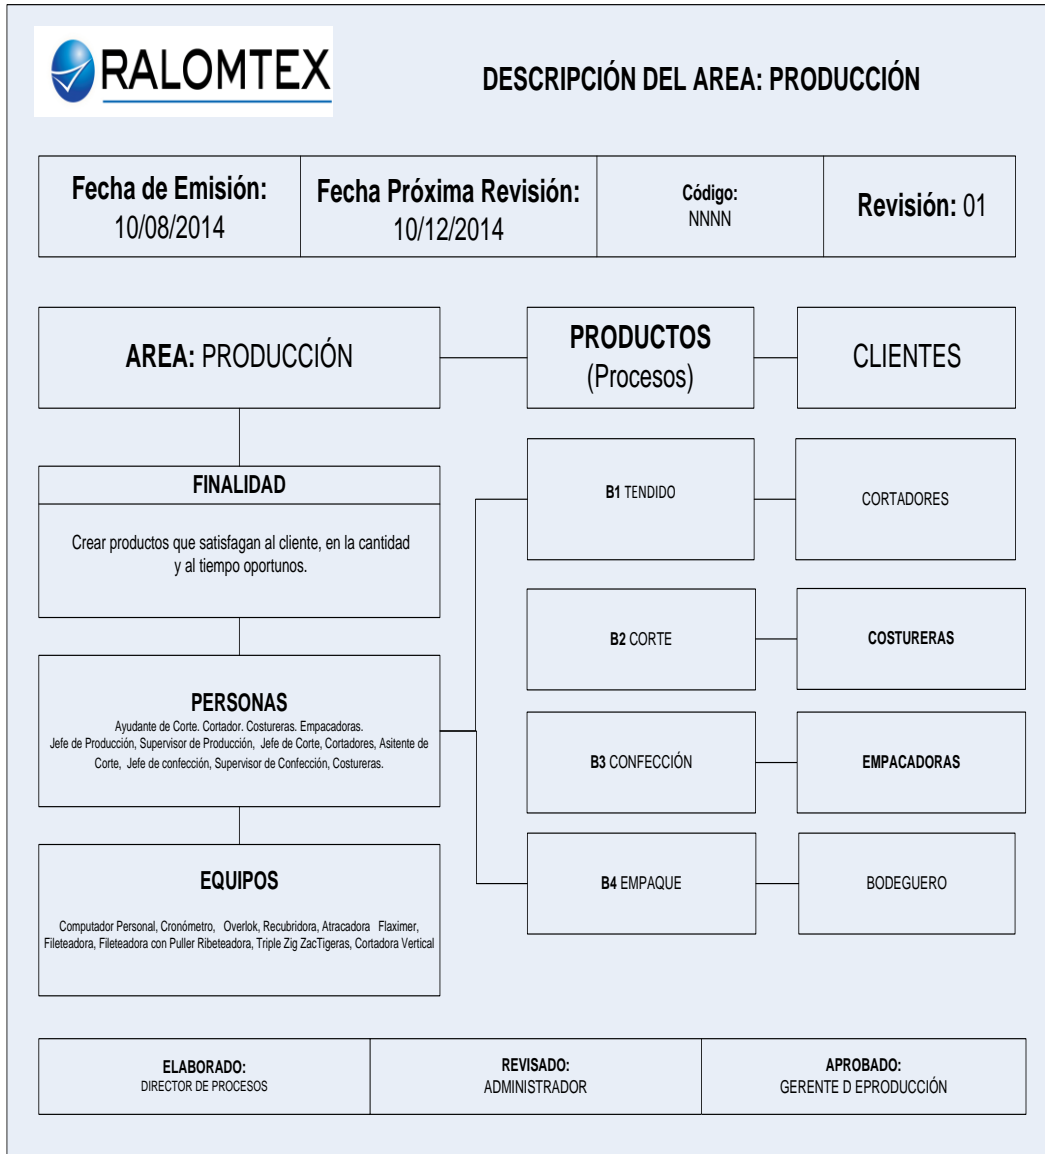 RALOMTEX
DESCRIPCIÓN DEL AREA: PRODUCCIÓN
Fecha de Emisión:
10/08/2014
Fecha Próxima Revisión:
10/12/2014
Código:
NNNN
Revisión: 01
AREA: PRODUCCIÓN
PRODUCTOS
(Procesos)
CLIENTES
FINALIDAD
Crear productos que satisfagan al cliente, en la cantidad
y al tiempo oportunos.
PERSONAS
Ayudante de Corte. Cortador. Costureras. Empacadoras.
Jefe de Producción, Supervisor de Producción, Jefe de Corte, Cortadores, Asitente de
Corte, Jefe de confección, Supervisor de Confección, Costureras.
EQUIPOS
Computador Personal, Cronómetro, Overlok, Recubridora, Atracadora Flaximer,
Fileteadora, Fileteadora con Puller Ribeteadora, Triple Zig ZacTigeras, Cortadora Vertical
B1 TENDIDO
CORTADORES
B2 CORTE
COSTURERAS
B3 CONFECCIÓN
EMPACADORAS
B4 EMPAQUE
BODEGUERO
ELABORADO:
DIRECTOR DE PROCESOS
REVISADO:
ADMINISTRADOR
APROBADO:
GERENTE D EPRODUCCIÓN